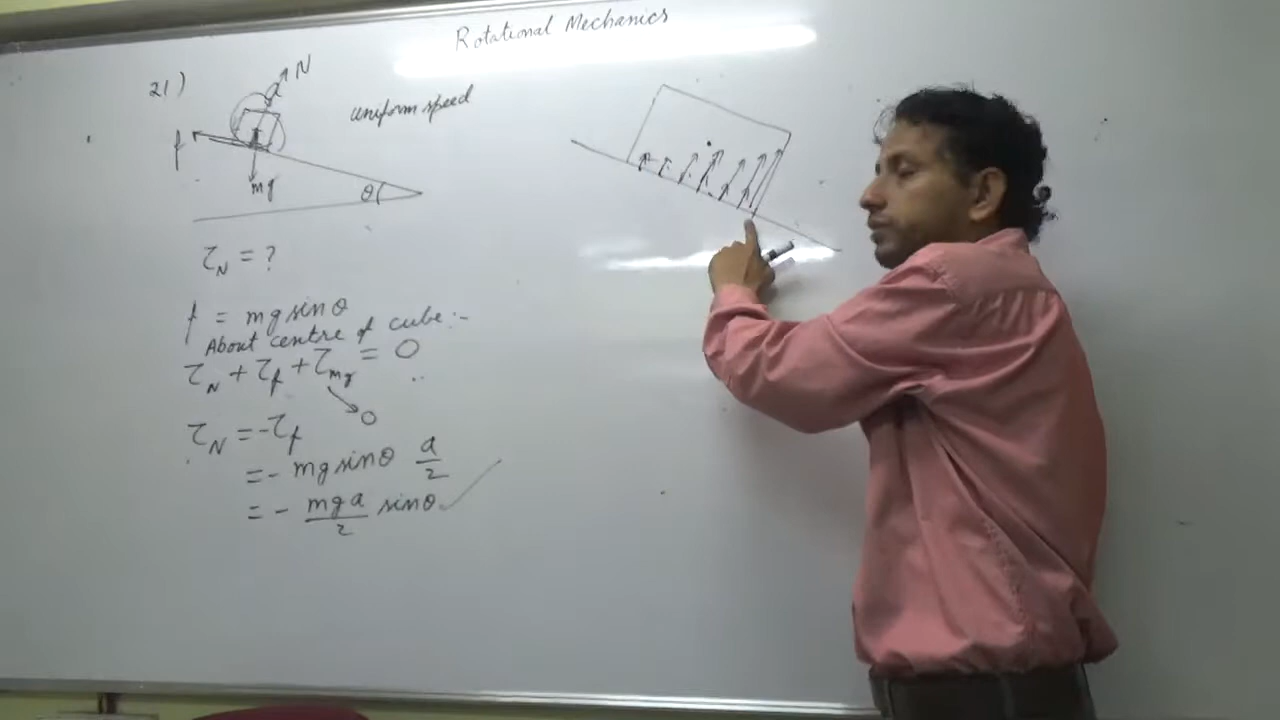 Rotational Mechanics
21)
N
uniform speed
f
mg
θ
τ_N = ?
f = mg sinθ
About centre of cube:-
τ_N + τ_f + τ_mg = 0
0
τ_N = -τ_f
= - mg sinθ a/2
= - mga/2 sinθ